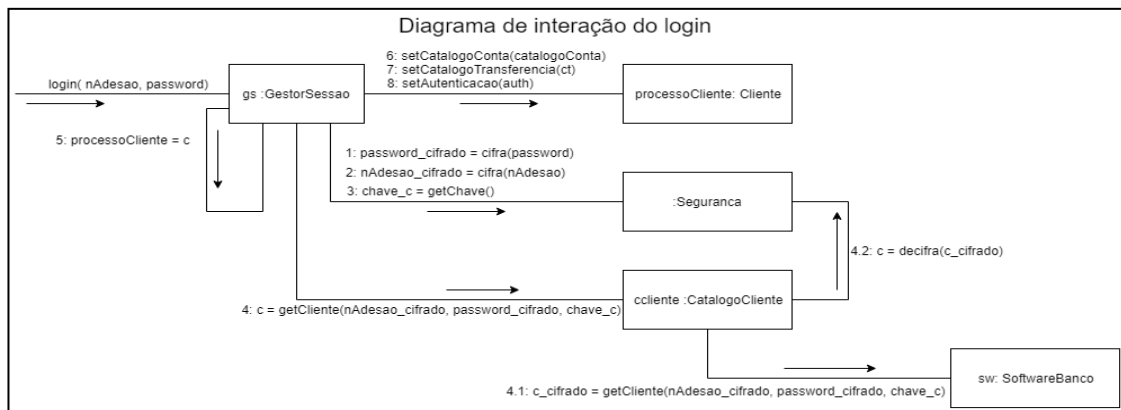 Diagrama de interação do login
6: setCatalogoConta(catalogoConta)
7: setCatalogoTransferencia(ct)
8: setAutenticacao(auth)
login( nAdesao, password)
gs :GestorSessao
processoCliente: Cliente
5: processoCliente = c
1: password_cifrado = cifra(password)
2: nAdesao_cifrado = cifra(nAdesao)
3: chave_c = getChave()
:Seguranca
4.2: c = decifra(c_cifrado)
4: c = getCliente(nAdesao_cifrado, password_cifrado, chave_c)
ccliente :CatalogoCliente
sw: SoftwareBanco
4.1: c_cifrado = getCliente(nAdesao_cifrado, password_cifrado, chave_c)